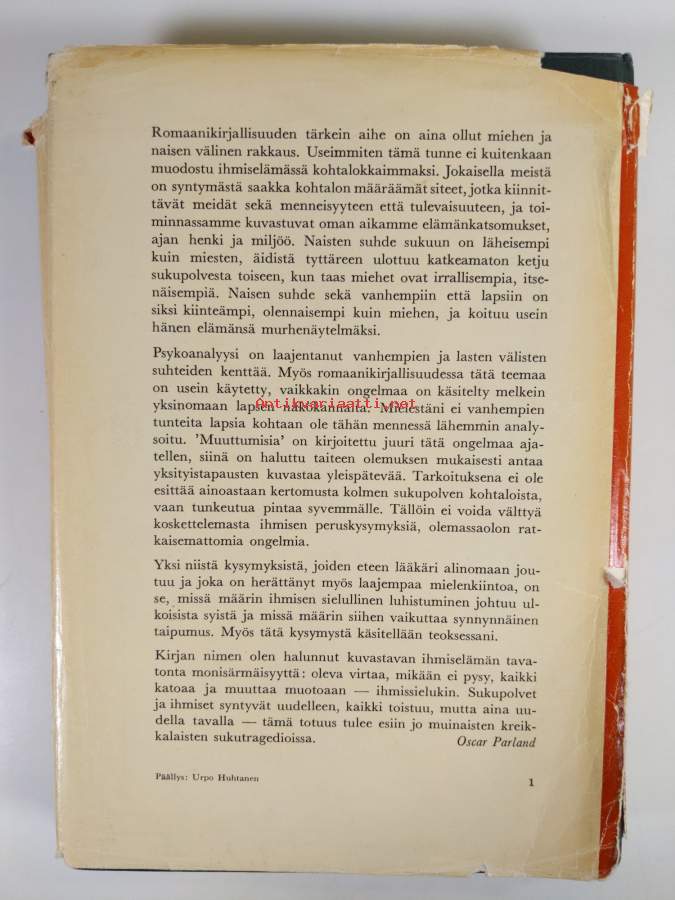 Romaanikirjallisuuden tärkein aihe on aina ollut miehen ja
naisen välinen rakkaus. Useimmiten tämä tunne ei kuitenkaan
muodostu ihmiselämässä kohtalokkaimmaksi. Jokaisella meistä
on syntymästä saakka kohtalon määräämät siteet, jotka kiinnit-
tävät meidät sekä menneisyyteen että tulevaisuuteen, ja toi-
minnassamme kuvastuvat oman aikamme elämänkatsomukset,
ajan henki ja miljöö. Naisten suhde sukuun on läheisempi
kuin miesten, äidistä tyttäreen ulottuu katkeamaton ketju
sukupolvesta toiseen, kun taas miehet ovat irrallisempia, itse-
näisempiä. Naisen suhde sekä vanhempiin että lapsiin on
siksi kiinteämpi, olennaisempi kuin miehen, ja koituu usein
hänen elämänsä murhenäytelmäksi.
Psykoanalyysi on laajentanut vanhempien ja lasten välisten
suhteiden kenttää. Myös romaanikirjallisuudessa tätä teemaa
on usein käytetty, vaikkakin ongelmaa on käsitelty melkein
yksinomaan lapsen näkökannalta. Mielestäni ei vanhempien
Antikvariaatti.net
tunteita lapsia kohtaan ole tähän mennessä lähemmin analy-
soitu. 'Muuttumisia' on kirjoitettu juuri tätä ongelmaa aja-
tellen, siinä on haluttu taiteen olemuksen mukaisesti antaa
yksityistapausten kuvastaa yleispätevää. Tarkoituksena ei ole
esittää ainoastaan kertomusta kolmen sukupolven kohtaloista,
vaan tunkeutua pintaa syvemmälle. Tällöin ei voida välttyä
koskettelemasta ihmisen peruskysymyksiä, olemassaolon rat-
kaisemattomia ongelmia.
Yksi niistä kysymyksistä, joiden eteen lääkäri alinomaan jou-
tuu ja joka on herättänyt myös laajempaa mielenkiintoa, on
se, missä määrin ihmisen sielullinen luhistuminen johtuu ul-
koisista syistä ja missä määrin siihen vaikuttaa synnynnäinen
taipumus. Myös tätä kysymystä käsitellään teoksessani.
Kirjan nimen olen halunnut kuvastavan ihmiselämän tava-
tonta monisärmäisyyttä: oleva virtaa, mikään ei pysy, kaikki
katoaa ja muuttaa muotoaan — ihmissielukin. Sukupolvet
ja ihmiset syntyvät uudelleen, kaikki toistuu, mutta aina uu-
della tavalla — tämä totuus tulee esiin jo muinaisten kreik-
kalaisten sukutragedioissa. Oscar Parland
Päällys: Urpo Huhtanen 1